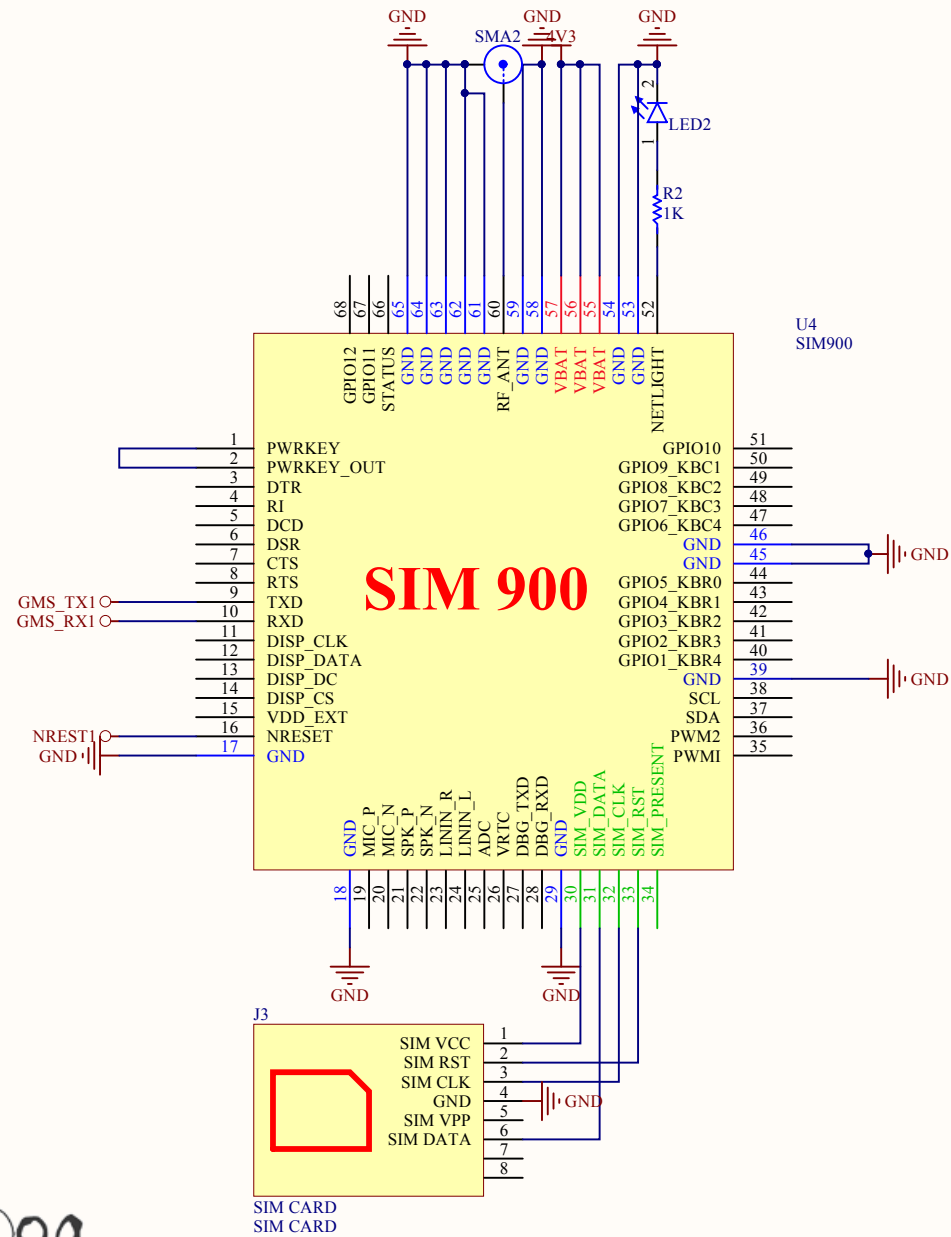 GND
GND
GND
SMA2
4V3
2
LED2
1
R2
1K
68
67
66
65
64
63
62
61
60
59
58
57
56
55
54
53
52
U4
SIM900
GPIO12
GPIO11
STATUS
GND
GND
GND
GND
GND
RF_ANT
GND
GND
VBAT
VBAT
VBAT
GND
GND
NETLIGHT
1 PWRKEY
2 PWRKEY_OUT
3 DTR
4 RI
5 DCD
6 DSR
7 CTS
8 RTS
GMS_TX1 9 TXD
GMS_RX1 10 RXD
11 DISP_CLK
12 DISP_DATA
13 DISP_DC
14 DISP_CS
15 VDD_EXT
NREST1 16 NRESET
GND 17 GND
SIM 900
GPIO10 51
GPIO9_KBC1 50
GPIO8_KBC2 49
GPIO7_KBC3 48
GPIO6_KBC4 47
GND 46
GND 45
GND
GPIO5_KBR0 44
GPIO4_KBR1 43
GPIO3_KBR2 42
GPIO2_KBR3 41
GPIO1_KBR4 40
GND 39 GND
SCL 38
SDA 37
PWM2 36
PWMI 35
GND
MIC_P
MIC_N
SPK_P
SPK_N
LININ_R
LININ_L
ADC
VRTC
DBG_TXD
DBG_RXD
GND
SIM_VDD
SIM_DATA
SIM_CLK
SIM_RST
SIM_PRESENT
18
19
20
21
22
23
24
25
26
27
28
29
30
31
32
33
34
GND
GND
J3
SIM VCC 1
SIM RST 2
SIM CLK 3
GND 4 GND
SIM VPP 5
SIM DATA 6
7
8
SIM CARD
SIM CARD